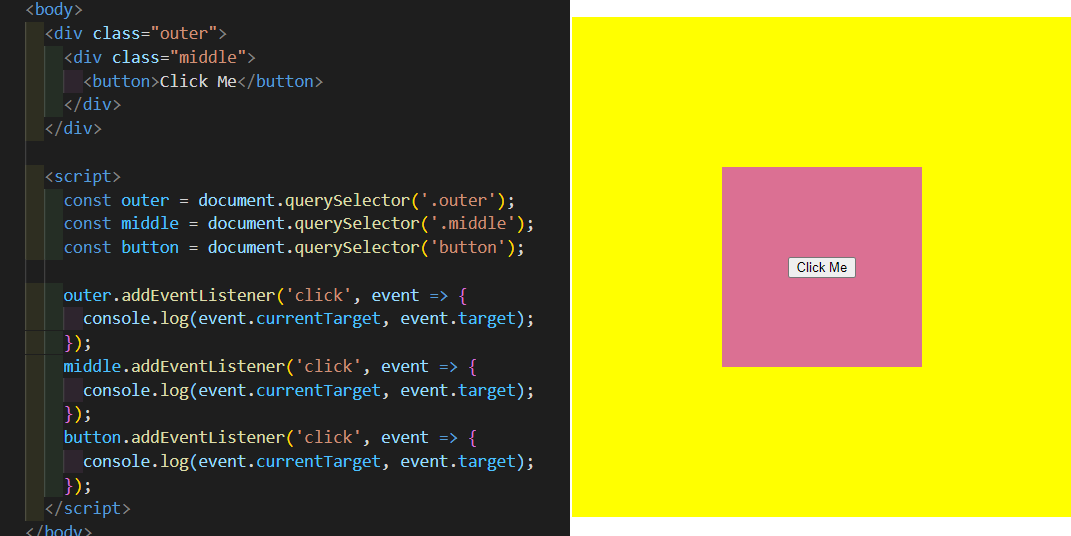 <body>
<div class="outer">
<div class="middle">
<button>Click Me</button>
</div>
</div>
<script>
const outer = document.querySelector('.outer');
const middle = document.querySelector('.middle');
const button = document.querySelector('button');
outer.addEventListener('click', event => {
console.log(event.currentTarget, event.target);
});
middle.addEventListener('click', event => {
console.log(event.currentTarget, event.target);
});
button.addEventListener('click', event => {
console.log(event.currentTarget, event.target);
});
</script>
</body>
Click Me